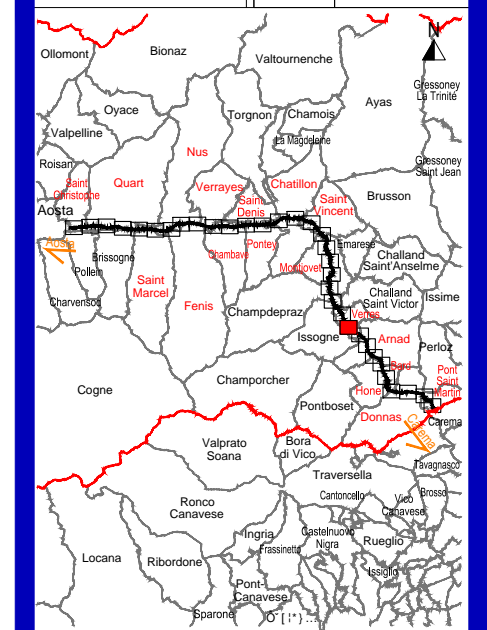 N
Ollomont
Bionaz
Valtournenche
Ayas
Gressoney
La Trinité
Oyace
Torgnon
Chamois
Valpelline
La Magdeleine
Nus
Roisan
Gressoney
Saint Jean
Saint
Christophe
Quart
Verrayes
Chatillon
Brusson
Saint
Denis
Saint
Vincent
Aosta
Aosta
Brissogne
Pontey
Emarese
Chambave
Challand
Saint'Anselme
Pollein
Montjovet
Saint
Marcel
Challand
Saint Victor
Issime
Charvensod
Fenis
Champdepraz
Verres
Issogne
Arnad
Perloz
Bard
Pont
Saint
Martin
Cogne
Champorcher
Hone
Pontboset
Donnas
Carema
Carema
Valprato
Soana
Bora
di Vico
Tavagnasco
Traversella
Cantoncello
Brosso
Vico
Canavese
Ronco
Canavese
Castelnuovo
Nigra
Ingria
Rueglio
Frassinetto
Locana
Ribordone
Issiglio
Pont-
Canavese
Sparone